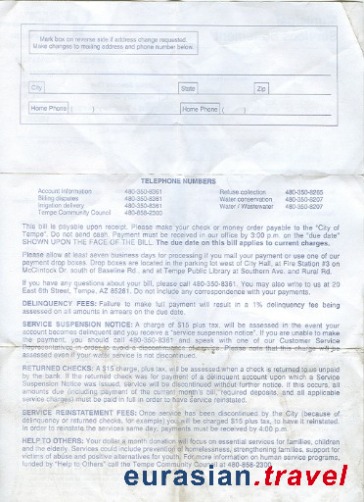 Mark box on reverse side if address change requested.
Make changes to mailing address and phone number below.
City State Zip
Home Phone ( ) Home Phone ( )
TELEPHONE NUMBERS
Account information 480-350-8361 Refuse collection 480-350-8265
Billing disputes 480-350-8361 Water conservation 480-350-8207
Irrigation delivery 480-350-8361 Water / Wastewater 480-350-8207
Tempe Community Council 480-858-2300
This bill is payable upon receipt. Please make your check or money order payable to the "City of
Tempe". Do not send cash. Payment must be received in our office by 3:00 p.m. on the "due date"
SHOWN UPON THE FACE OF THE BILL. The due date on this bill applies to current charges.
Please allow at least seven business days for processing if you mail your payment or use one of our
payment drop boxes. Drop boxes are located in the parking lot west of City Hall, at Fire Station #3 on
McClintock Dr. south of Baseline Rd., and at Tempe Public Library at Southern Ave. and Rural Rd.
If you have any questions about your bill, please call 480-350-8361. You may also write to us at 20
East 6th Street, Tempe, AZ 85281. Do not include any correspondence with your payments.
DELINQUENCY FEES: Failure to make full payment will result in a 1% delinquency fee being
assessed on all amounts in arrears on the due date.
SERVICE SUSPENSION NOTICE: A charge of $15 plus tax, will be assessed in the event your
account becomes delinquent and you receive a "service suspension notice". If you are unable to make
the payment, you should call 480-350-8361 and speak with one of our Customer Service
Representatives in order to avoid a discontinuance of usage. Please note that this charge will be
assessed even if your water service is not discontinued.
RETURNED CHECKS: A $15 charge, plus tax, will be assessed when a check is returned to us unpaid
by the bank. If the returned check was for payment of a delinquent account upon which a Service
Suspension Notice was issued, service will be discontinued without further notice. If this occurs, all
amounts due (including payment of the current month's bill, required deposits, and all applicable
service charges) must be paid in full in order to have service reinstated.
SERVICE REINSTATEMENT FEES: Once service has been discontinued by the City (because of
delinquency or returned checks, for example) you will be charged $15 plus tax, to have it reinstated.
In order to reinstate the services same day, payments must be received by 4:00 p.m.
HELP TO OTHERS: Your dollar a month donation will focus on essential services for families, children
and the elderly. Services could include prevention of homelessness, strengthening families, support for
victims of abuse and positive alternatives for youth. For more information on human service programs,
funded by "Help to Others" call the Tempe Community Council at 480-858-2300.
eurasian.travel